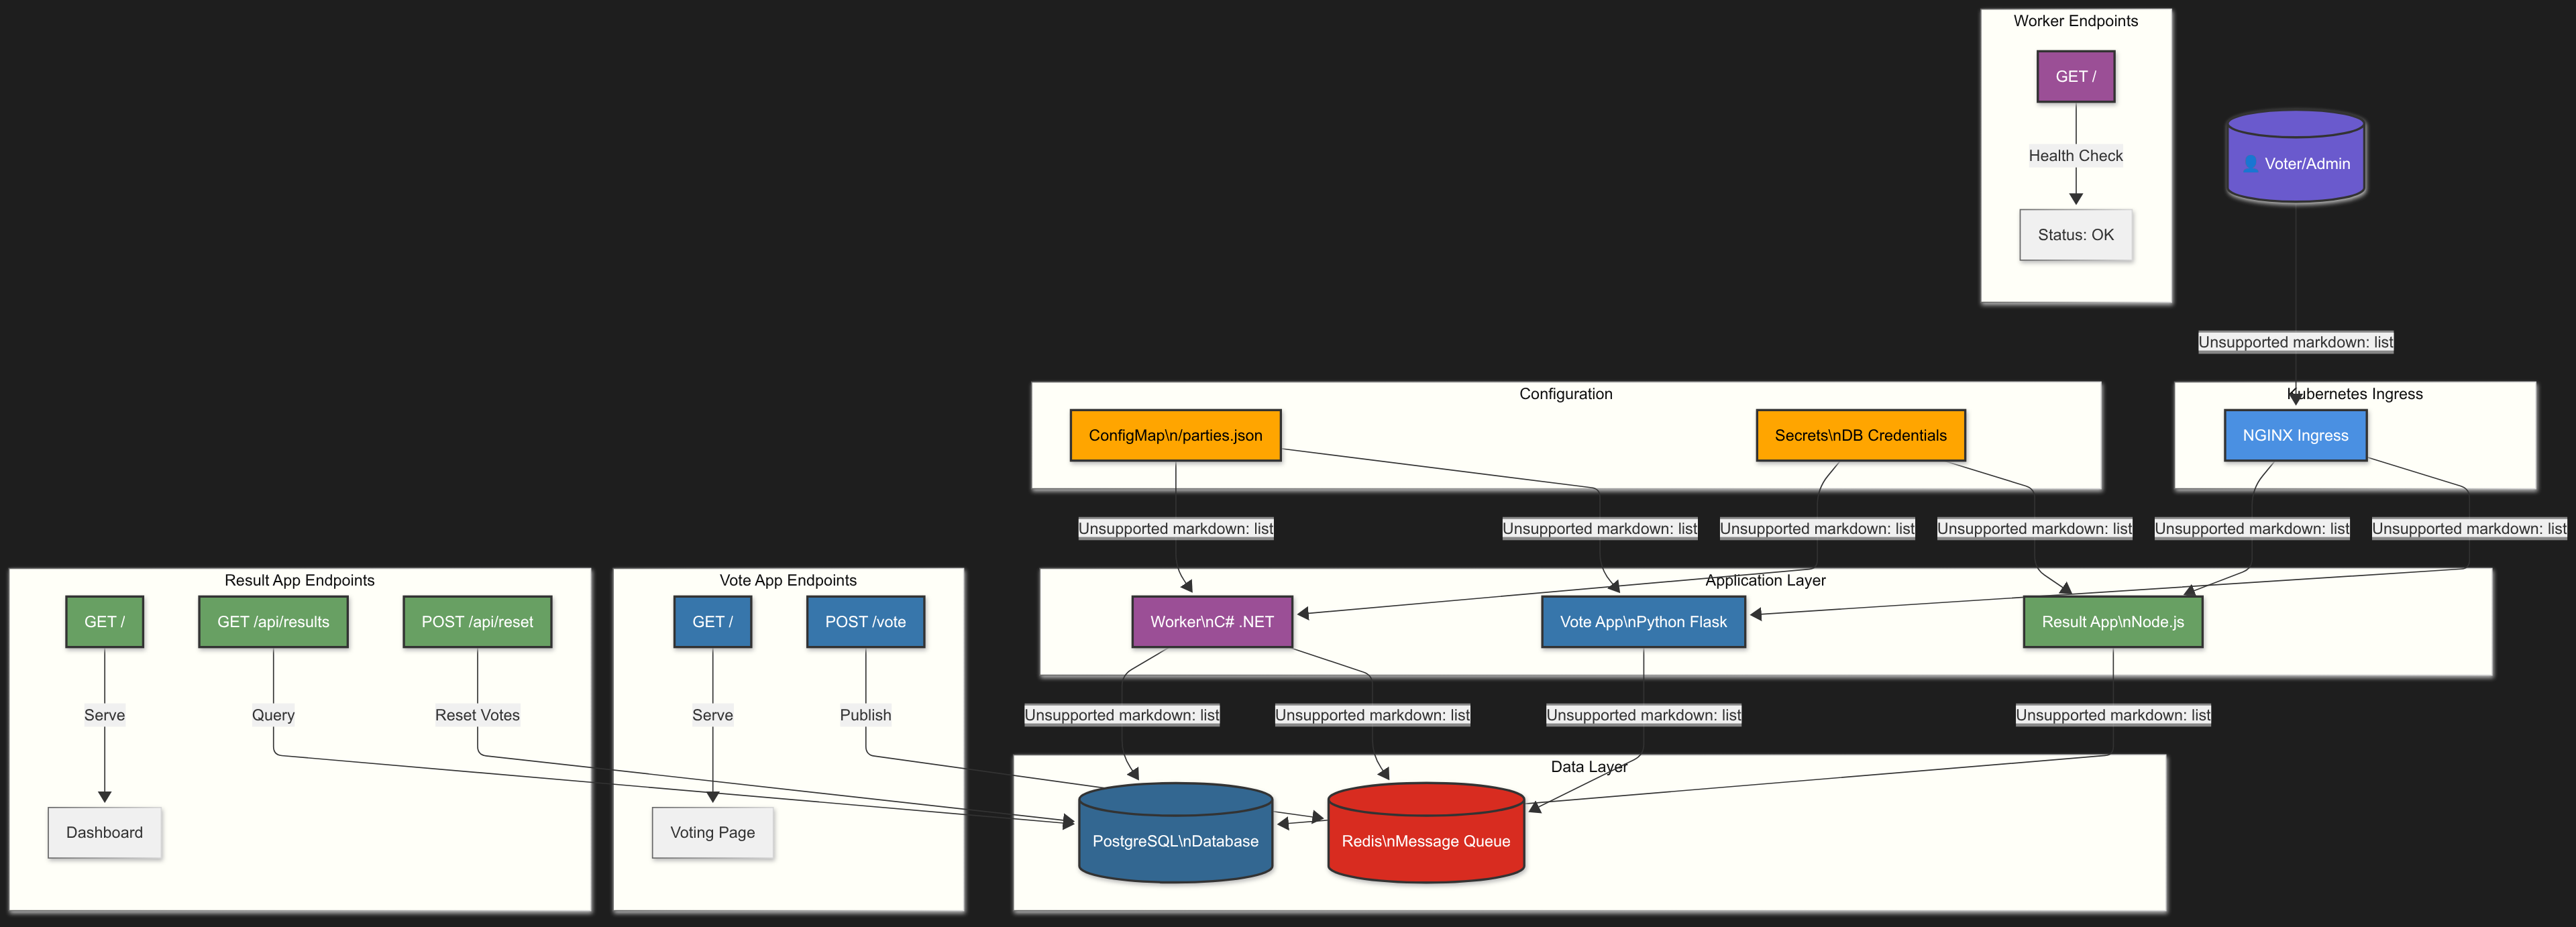 Worker Endpoints
GET /
Health Check
Status: OK
👤 Voter/Admin
Unsupported markdown: list
Configuration
ConfigMap\n/parties.json
Secrets\nDB Credentials
Kubernetes Ingress
NGINX Ingress
Unsupported markdown: list
Unsupported markdown: list
Unsupported markdown: list
Unsupported markdown: list
Unsupported markdown: list
Unsupported markdown: list
Result App Endpoints
GET /
GET /api/results
POST /api/reset
Serve
Query
Reset Votes
Dashboard
Vote App Endpoints
GET /
POST /vote
Serve
Publish
Voting Page
Application Layer
Worker\nC# .NET
Vote App\nPython Flask
Result App\nNode.js
Unsupported markdown: list
Unsupported markdown: list
Unsupported markdown: list
Unsupported markdown: list
Data Layer
PostgreSQL\nDatabase
Redis\nMessage Queue